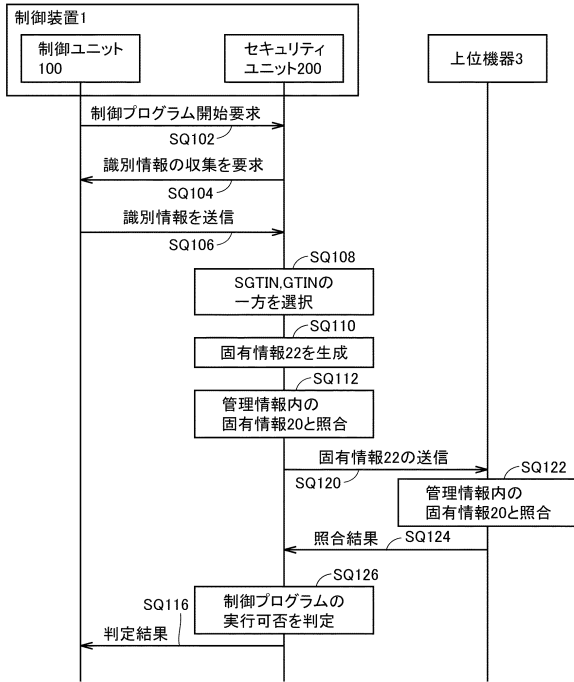 制御装置1
制御ユニット
100
セキュリティ
ユニット200
上位機器3
制御プログラム開始要求
SQ102
識別情報の収集を要求
SQ104
識別情報を送信
SQ106
SQ108
SGTIN,GTINの
一方を選択
SQ110
固有情報22を生成
SQ112
管理情報内の
固有情報20と照合
固有情報22の送信
SQ120
SQ122
管理情報内の
固有情報20と照合
照合結果
SQ124
SQ126
制御プログラムの
実行可否を判定
SQ116
判定結果